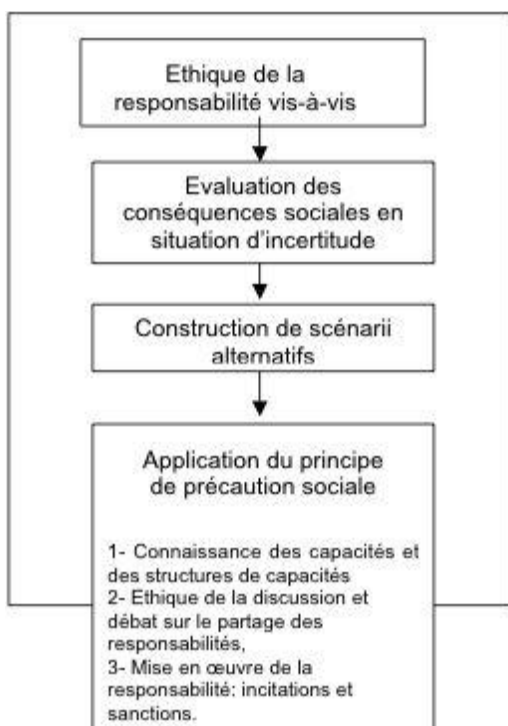 Ethique de la
responsabilité vis-à-vis
Evaluation des
conséquences sociales en
situation d'incertitude
Construction de scénarii
alternatifs
Application du principe
de précaution sociale
1- Connaissance des capacités et
des structures de capacités
2- Ethique de la discussion et
débat sur le partage des
responsabilités,
3- Mise en œuvre de la
responsabilité: incitations et
sanctions.